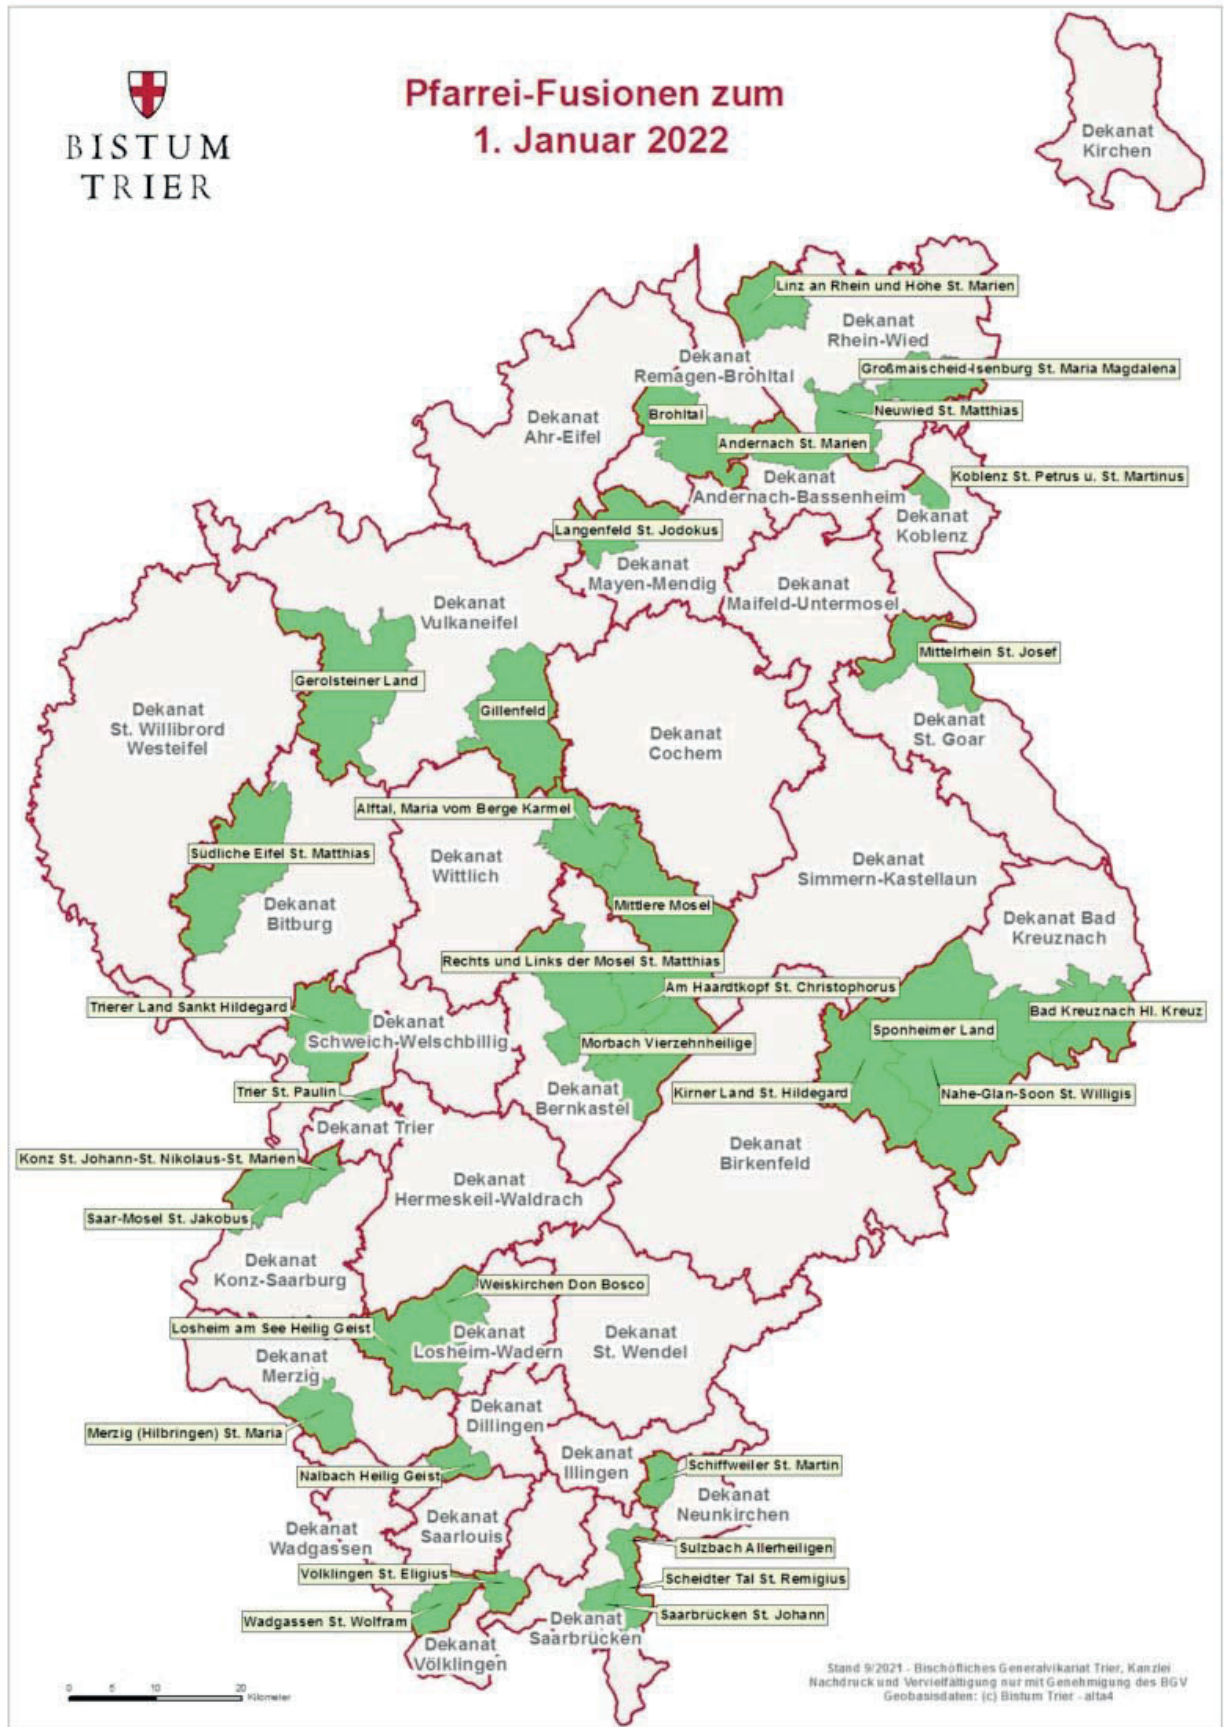 BISTUM
TRIER
Pfarrei-Fusionen zum
1. Januar 2022
Dekanat
Kirchen
Linz an Rhein und Höhe St. Marien
Dekanat
Rhein-Wied
Dekanat
Remagen-Brohltal
Großmaischeid-Isenburg St. Maria Magdalena
Brohltal
Neuwied St. Matthias
Dekanat
Ahr-Eifel
Andernach St. Marien
Dekanat
Andernach-Bassenheim
Koblenz St. Petrus u. St. Martinus
Dekanat
Koblenz
Langenfeld St. Jodokus
Dekanat
Mayen-Mendig
Dekanat
Maifeld-Untermosel
Dekanat
Vulkaneifel
Mittelrhein St. Josef
Gerolsteiner Land
Gillenfeld
Dekanat
St. Willibrord
Westeifel
Dekanat
Cochem
Dekanat
St. Goar
Alftal, Maria vom Berge Karmel
Südliche Eifel St. Matthias
Dekanat
Wittlich
Dekanat
Simmern-Kastellaun
Dekanat
Bitburg
Mittlere Mosel
Dekanat Bad
Kreuznach
Rechts und Links der Mosel St. Matthias
Am Haardtkopf St. Christophorus
Trierer Land Sankt Hildegard
Dekanat
Schweich-Welschbillig
Bad Kreuznach Hl. Kreuz
Sponheimer Land
Morbach Vierzehnheilige
Trier St. Paulin
Dekanat
Bernkastel
Kirner Land St. Hildegard
Nahe-Glan-Soon St. Willigis
Dekanat Trier
Konz St. Johann-St. Nikolaus-St. Marien
Dekanat
Birkenfeld
Dekanat
Hermeskeil-Waldrach
Saar-Mosel St. Jakobus
Dekanat
Konz-Saarburg
Weiskirchen Don Bosco
Losheim am See Heilig Geist
Dekanat
Losheim-Wadern
Dekanat
St. Wendel
Dekanat
Merzig
Merzig (Hilbringen) St. Maria
Dekanat
Dillingen
Nalbach Heilig Geist
Dekanat
Illingen
Schiffweiler St. Martin
Dekanat
Neunkirchen
Dekanat
Wadgassen
Dekanat
Saarlouis
Sulzbach Allerheiligen
Völklingen St. Eligius
Scheidter Tal St. Remigius
Wadgassen St. Wolfram
Saarbrücken St. Johann
Dekanat
Saarbrücken
Dekanat
Völklingen
0 5 10 20
Kilometer
Stand 9/2021 - Bischöfliches Generalvikariat Trier, Kanzlei
Nachdruck und Vervielfältigung nur mit Genehmigung des BGV
Geobasisdaten: (c) Bistum Trier - alta4